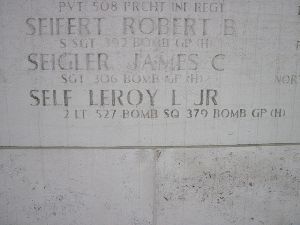 PVT 508 PRCHT INF REGT
SEIFERT ROBERT B
S SGT 392 BOMB GP (H)
SEIGLER JAMES C
SGT 306 BOMB GP (H)
NOR
SELF LEROY L JR
2 LT 527 BOMB SQ 379 BOMB GP (H)